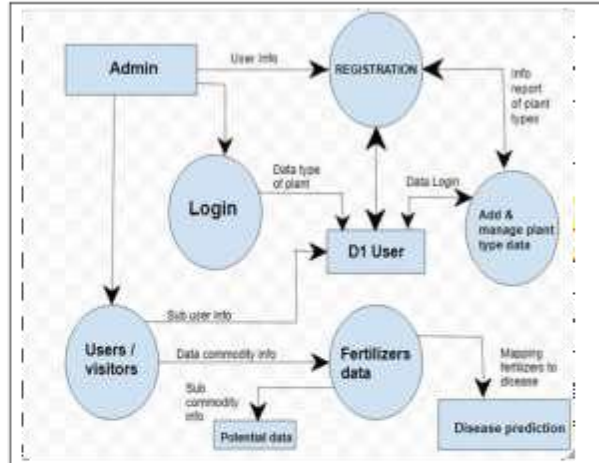 Admin
User Info
REGISTRATION
Info
report
of plant
types
Login
Data type
of plant
Data Login
Add &
manage plant
type data
D1 User
Sub user info
Users /
visitors
Data commodity info
Fertilizers
data
Mapping
fertilizers to
disease
Sub
commodity
info
Potential data
Disease prediction